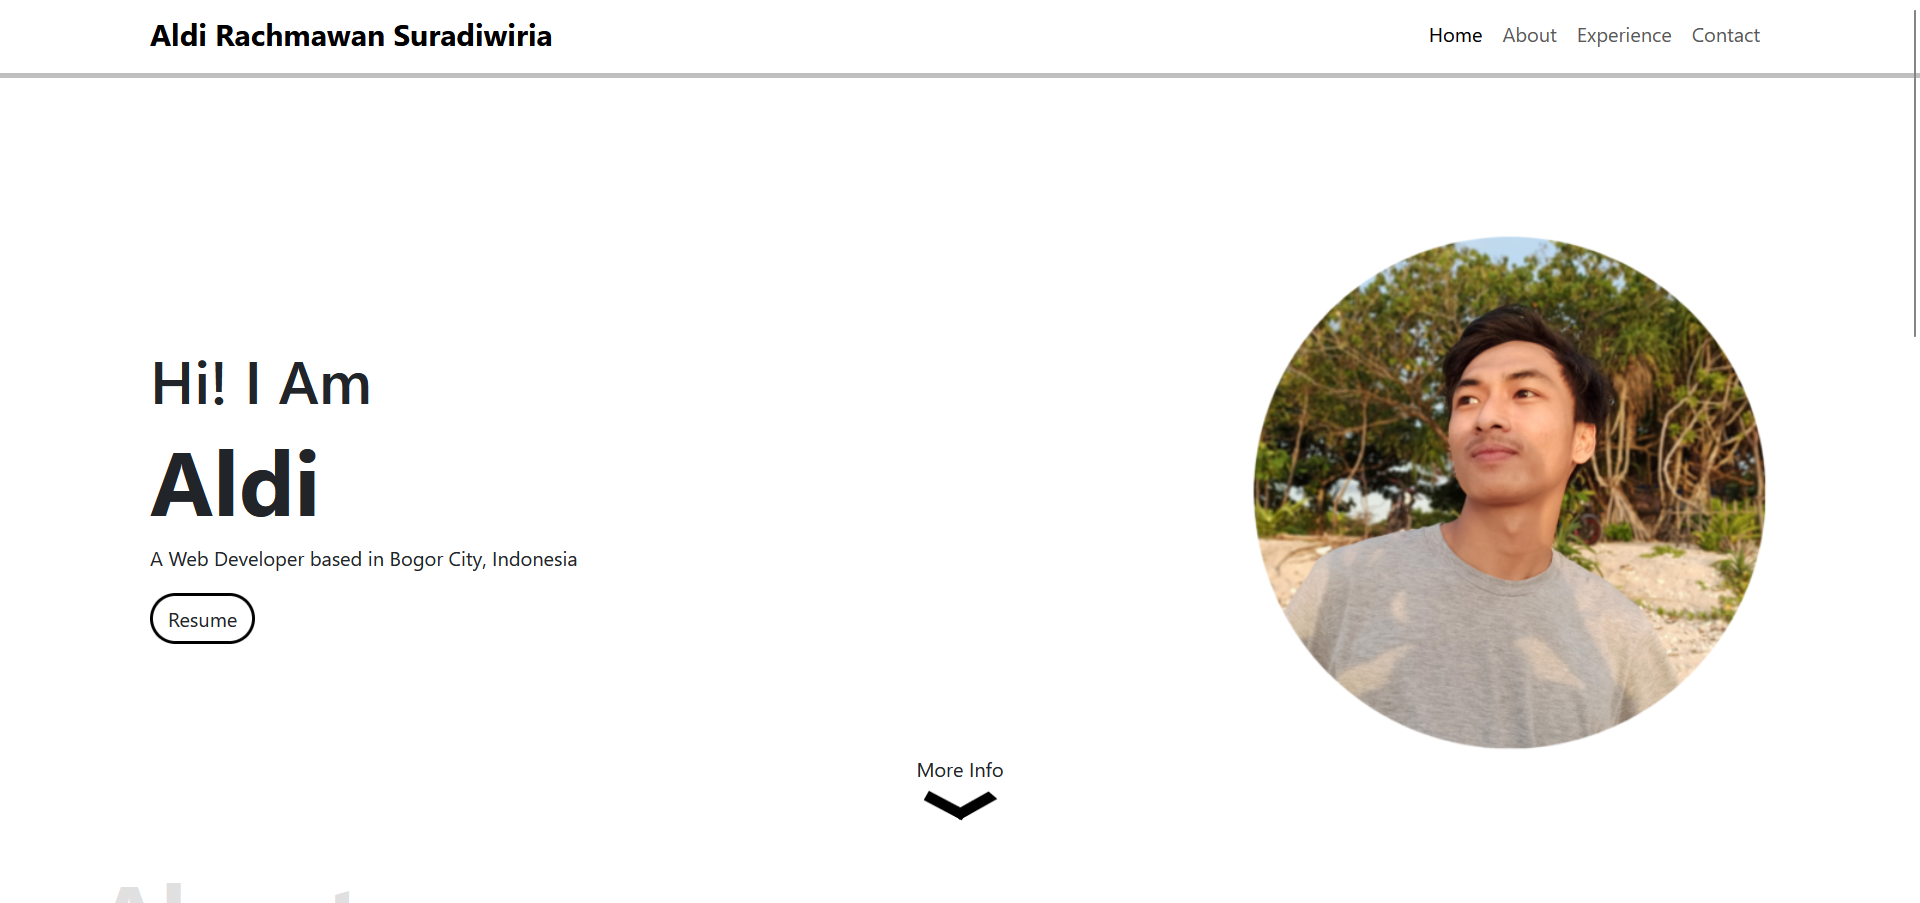 Aldi Rachmawan Suradiwiria
Home About Experience Contact
Hi! I Am
Aldi
A Web Developer based in Bogor City, Indonesia
Resume
More Info